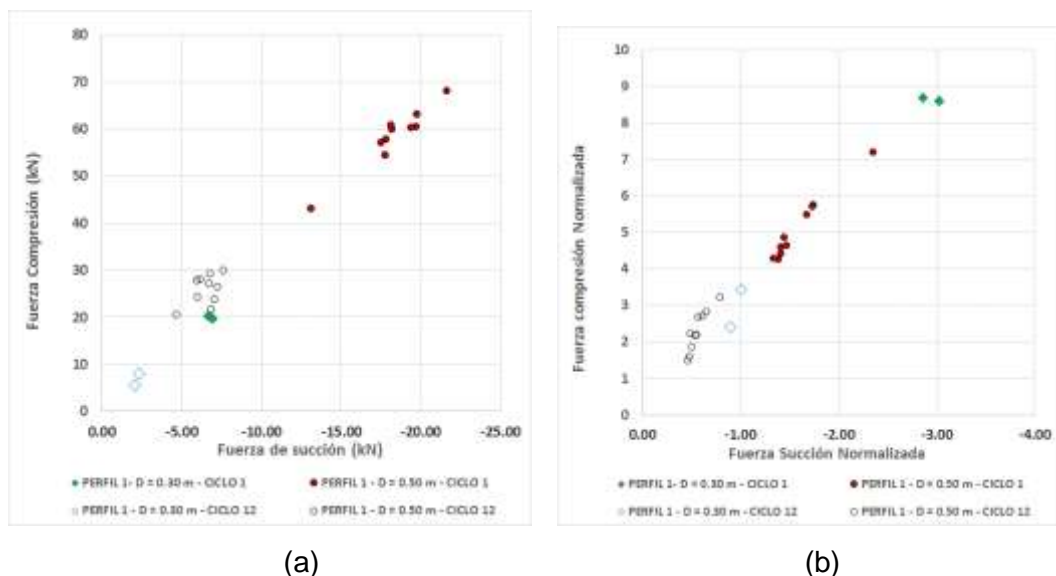 80
70
60
50
40
30
20
10
0
Fuerza Compresión (kN)
0.00 -5.00 -10.00 -15.00 -20.00 -25.00
Fuerza de succión (kN)
PERFIL 1- D = 0.30 m - CICLO 1 PERFIL 1 - D = 0.50 m - CICLO 1
PERFIL 1 - D = 0.30 m - CICLO 12 PERFIL 1 - D = 0.50 m - CICLO 12
(a)
10
9
8
7
6
5
4
3
2
1
0
Fuerza compresión Normalizada
0.00 -1.00 -2.00 -3.00 -4.00
Fuerza Succión Normalizada
PERFIL 1- D = 0.30 m - CICLO 1 PERFIL 1 - D = 0.50 m - CICLO 1
PERFIL 1 - D = 0.30 m - CICLO 12 PERFIL 1 - D = 0.50 m - CICLO 12
(b)